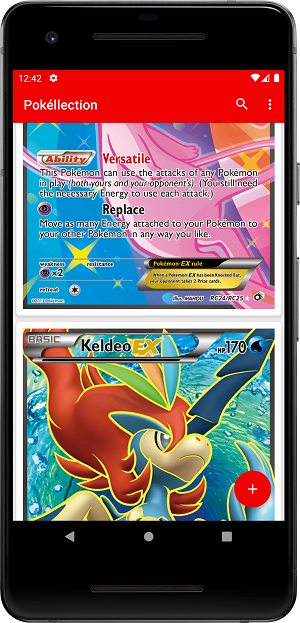 12:42
Pokéllection
Ability Versatile
This Pokémon can use the attacks of any Pokémon
in play (both yours and your opponent's). (You still need
the necessary Energy to use each attack.)
Replace
Move as many Energy attached to your Pokémon to
your other Pokémon in any way you like.
weakness resistance
×2
Pokémon-EX rule
When a Pokémon-EX has been Knocked Out,
your opponent takes 2 Prize cards.
retreat
illus. MAHOU RC24/RC25
BASIC
Keldeo EX HP170
+